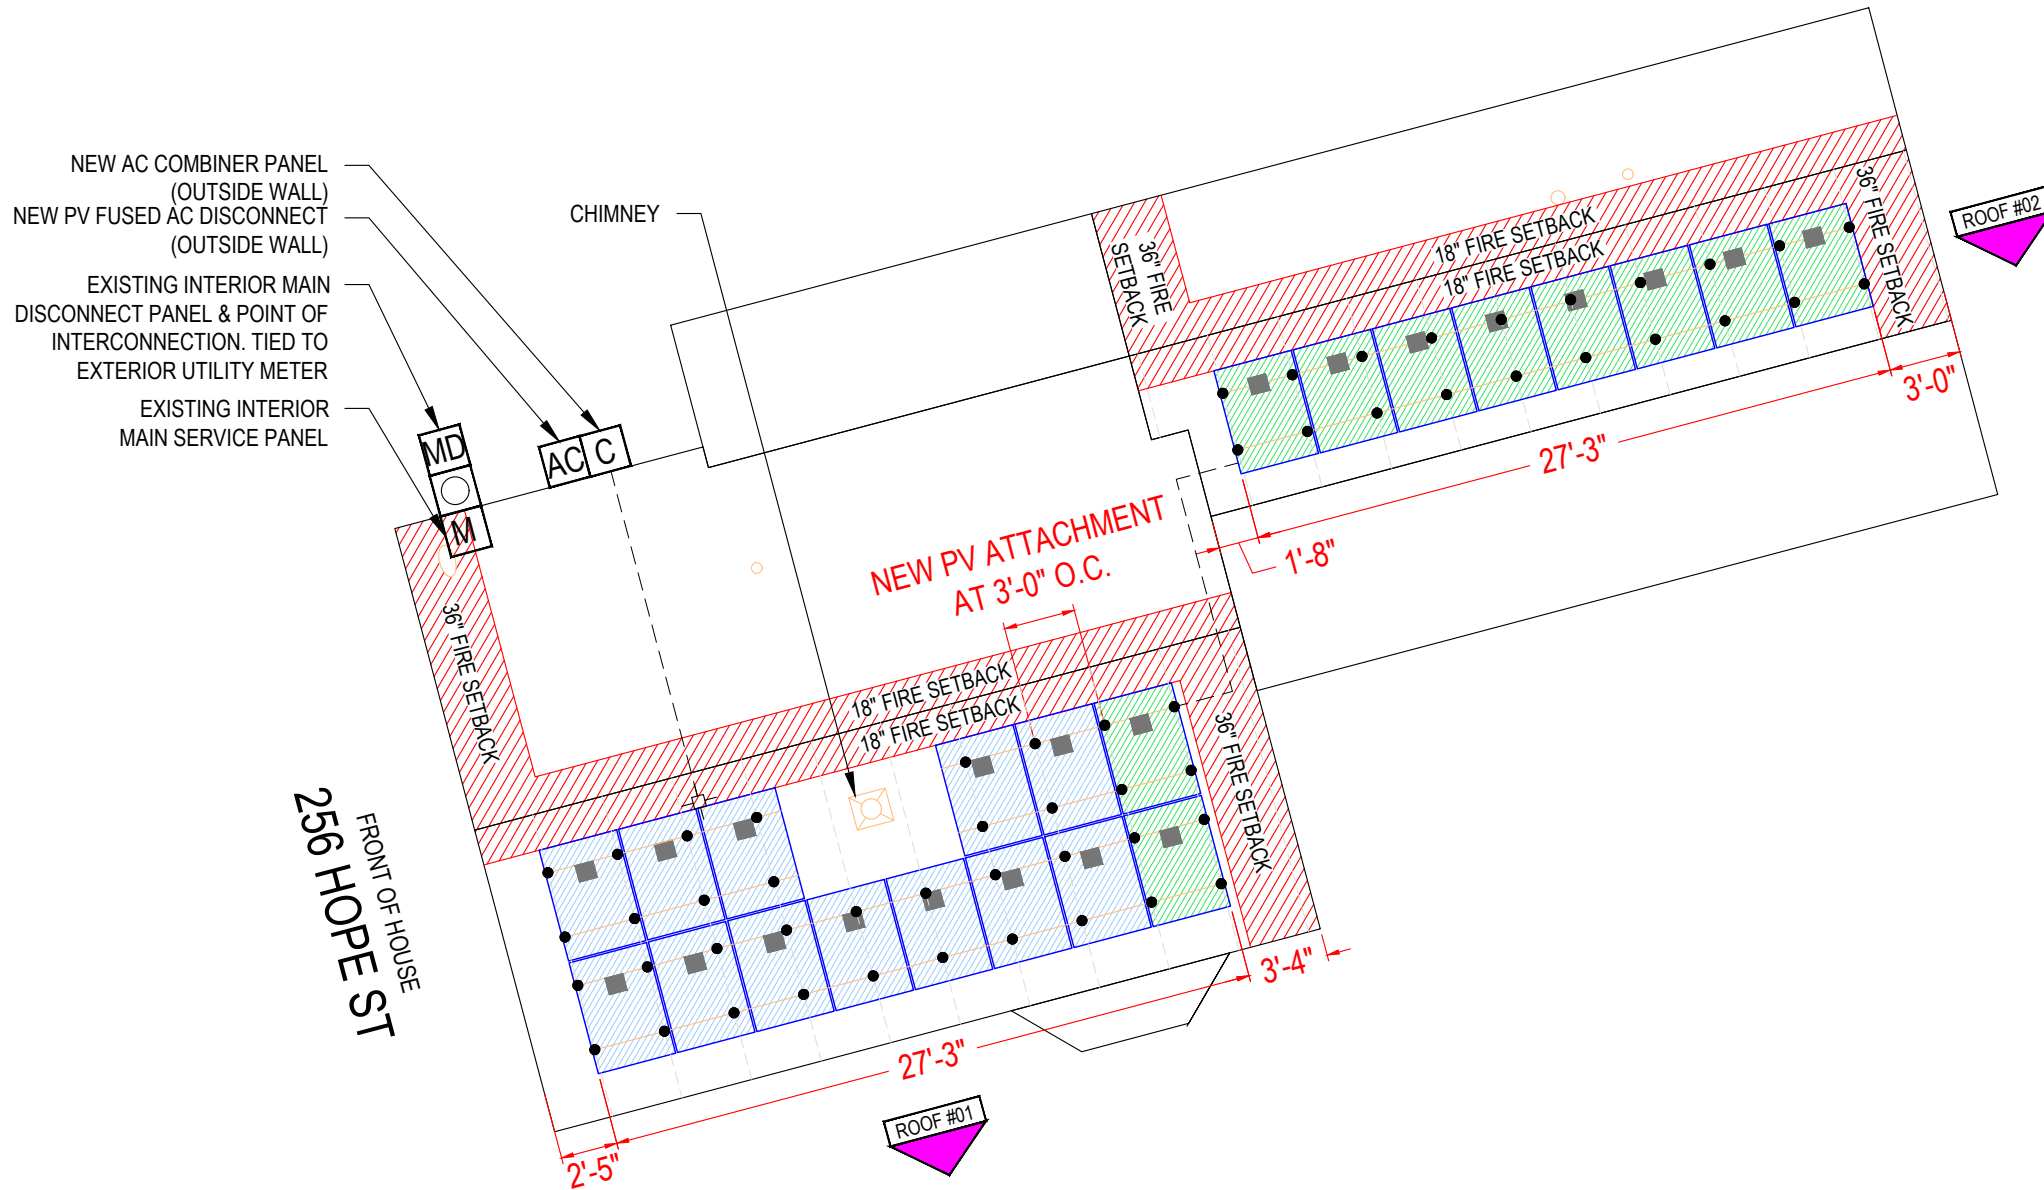 NEW AC COMBINER PANEL
(OUTSIDE WALL)
NEW PV FUSED AC DISCONNECT
(OUTSIDE WALL)
EXISTING INTERIOR MAIN
DISCONNECT PANEL & POINT OF
INTERCONNECTION. TIED TO
EXTERIOR UTILITY METER
EXISTING INTERIOR
MAIN SERVICE PANEL
CHIMNEY
MD
M
AC
C
36" FIRE
SETBACK
18" FIRE SETBACK
18" FIRE SETBACK
36" FIRE SETBACK
ROOF #02
3'-0"
27'-3"
1'-8"
NEW PV ATTACHMENT
AT 3'-0" O.C.
36" FIRE SETBACK
18" FIRE SETBACK
18" FIRE SETBACK
36" FIRE SETBACK
FRONT OF HOUSE
256 HOPE ST
3'-4"
27'-3"
2'-5"
ROOF #01